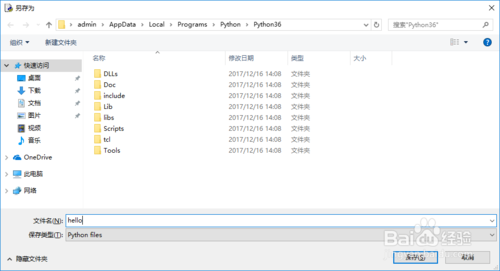 另存为
admin > AppData > Local > Programs > Python > Python36
搜索"Python36"
组织 新建文件夹
名称 修改日期 类型 大小
快速访问
桌面
下载
文档
图片
视频
音乐
OneDrive
此电脑
网络
DLLs 2017/12/16 14:08 文件夹
Doc 2017/12/16 14:08 文件夹
include 2017/12/16 14:08 文件夹
Lib 2017/12/16 14:08 文件夹
libs 2017/12/16 14:08 文件夹
Scripts 2017/12/16 14:08 文件夹
tcl 2017/12/16 14:08 文件夹
Tools 2017/12/16 14:08 文件夹
文件名(N): hello
保存类型(T): Python files
隐藏文件夹
保存(S) 取消
Baidu 经验